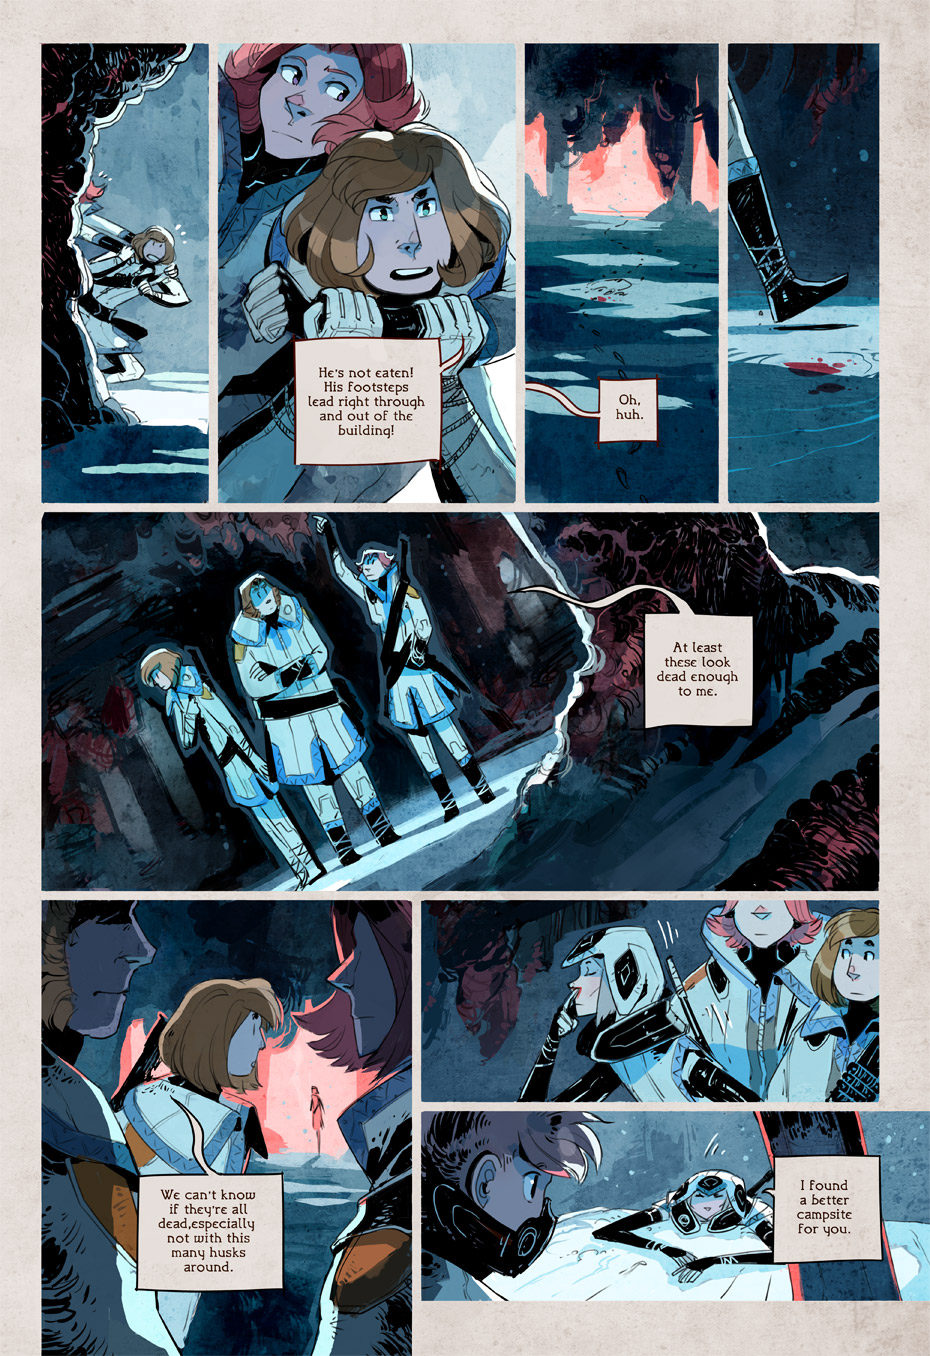 He's not eaten!
His footsteps
lead right through
and out of the
building!
Oh,
huh.
At least
these look
dead enough
to me.
We can't know
if they're all
dead,especially
not with this
many husks
around.
I found
a better
campsite
for you.